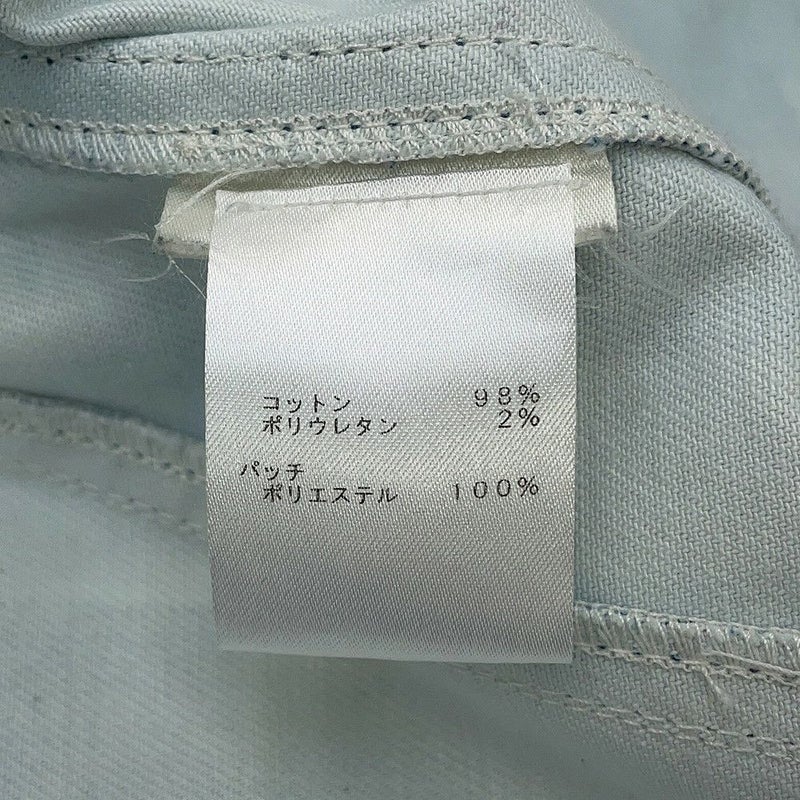 コットン 98%
ポリウレタン 2%
パッチ
ポリエステル 100%